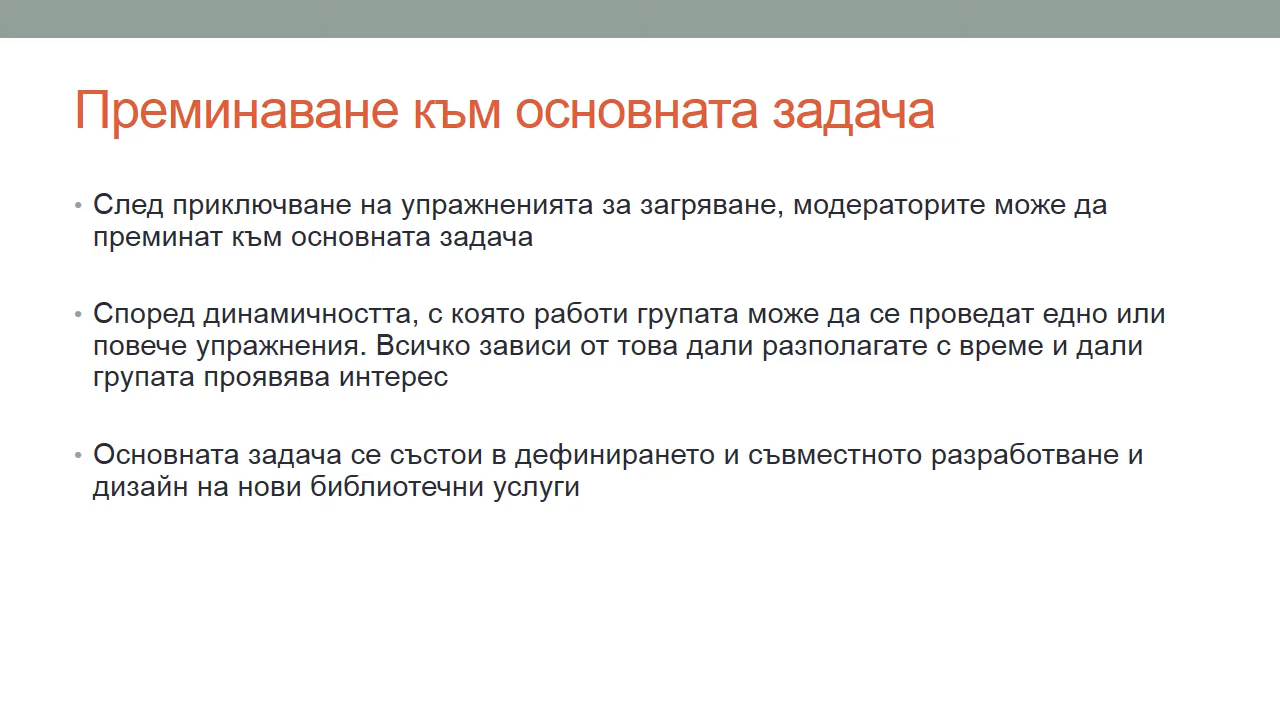 Преминаване към основната задача
• След приключване на упражненията за загряване, модераторите може да
преминат към основната задача
• Според динамичността, с която работи групата може да се проведат едно или
повече упражнения. Всичко зависи от това дали разполагате с време и дали
групата проявява интерес
• Основната задача се състои в дефинирането и съвместното разработване и
дизайн на нови библиотечни услуги